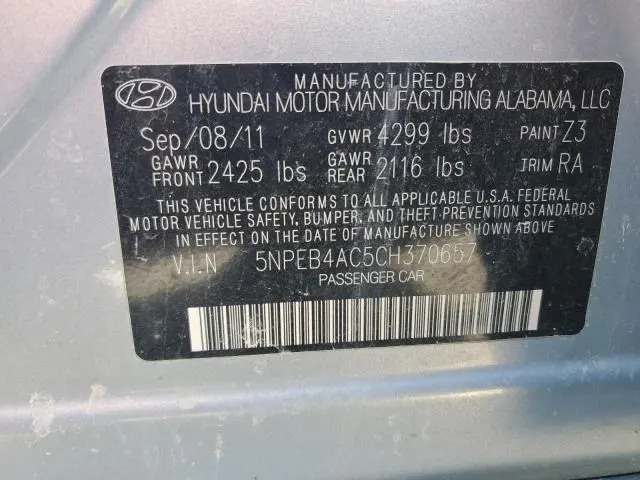 MANUFACTURED BY
HYUNDAI MOTOR MANUFACTURING ALABAMA, LLC
Sep/08/11 GVWR 4299 lbs PAINT Z3
GAWR FRONT 2425 lbs GAWR REAR 2116 lbs TRIM RA
THIS VEHICLE CONFORMS TO ALL APPLICABLE U.S.A. FEDERAL
MOTOR VEHICLE SAFETY, BUMPER, AND THEFT PREVENTION STANDARDS
IN EFFECT ON THE DATE OF MANUFACTURE SHOWN ABOVE.
V.I.N 5NPEB4AC5CH370657
PASSENGER CAR